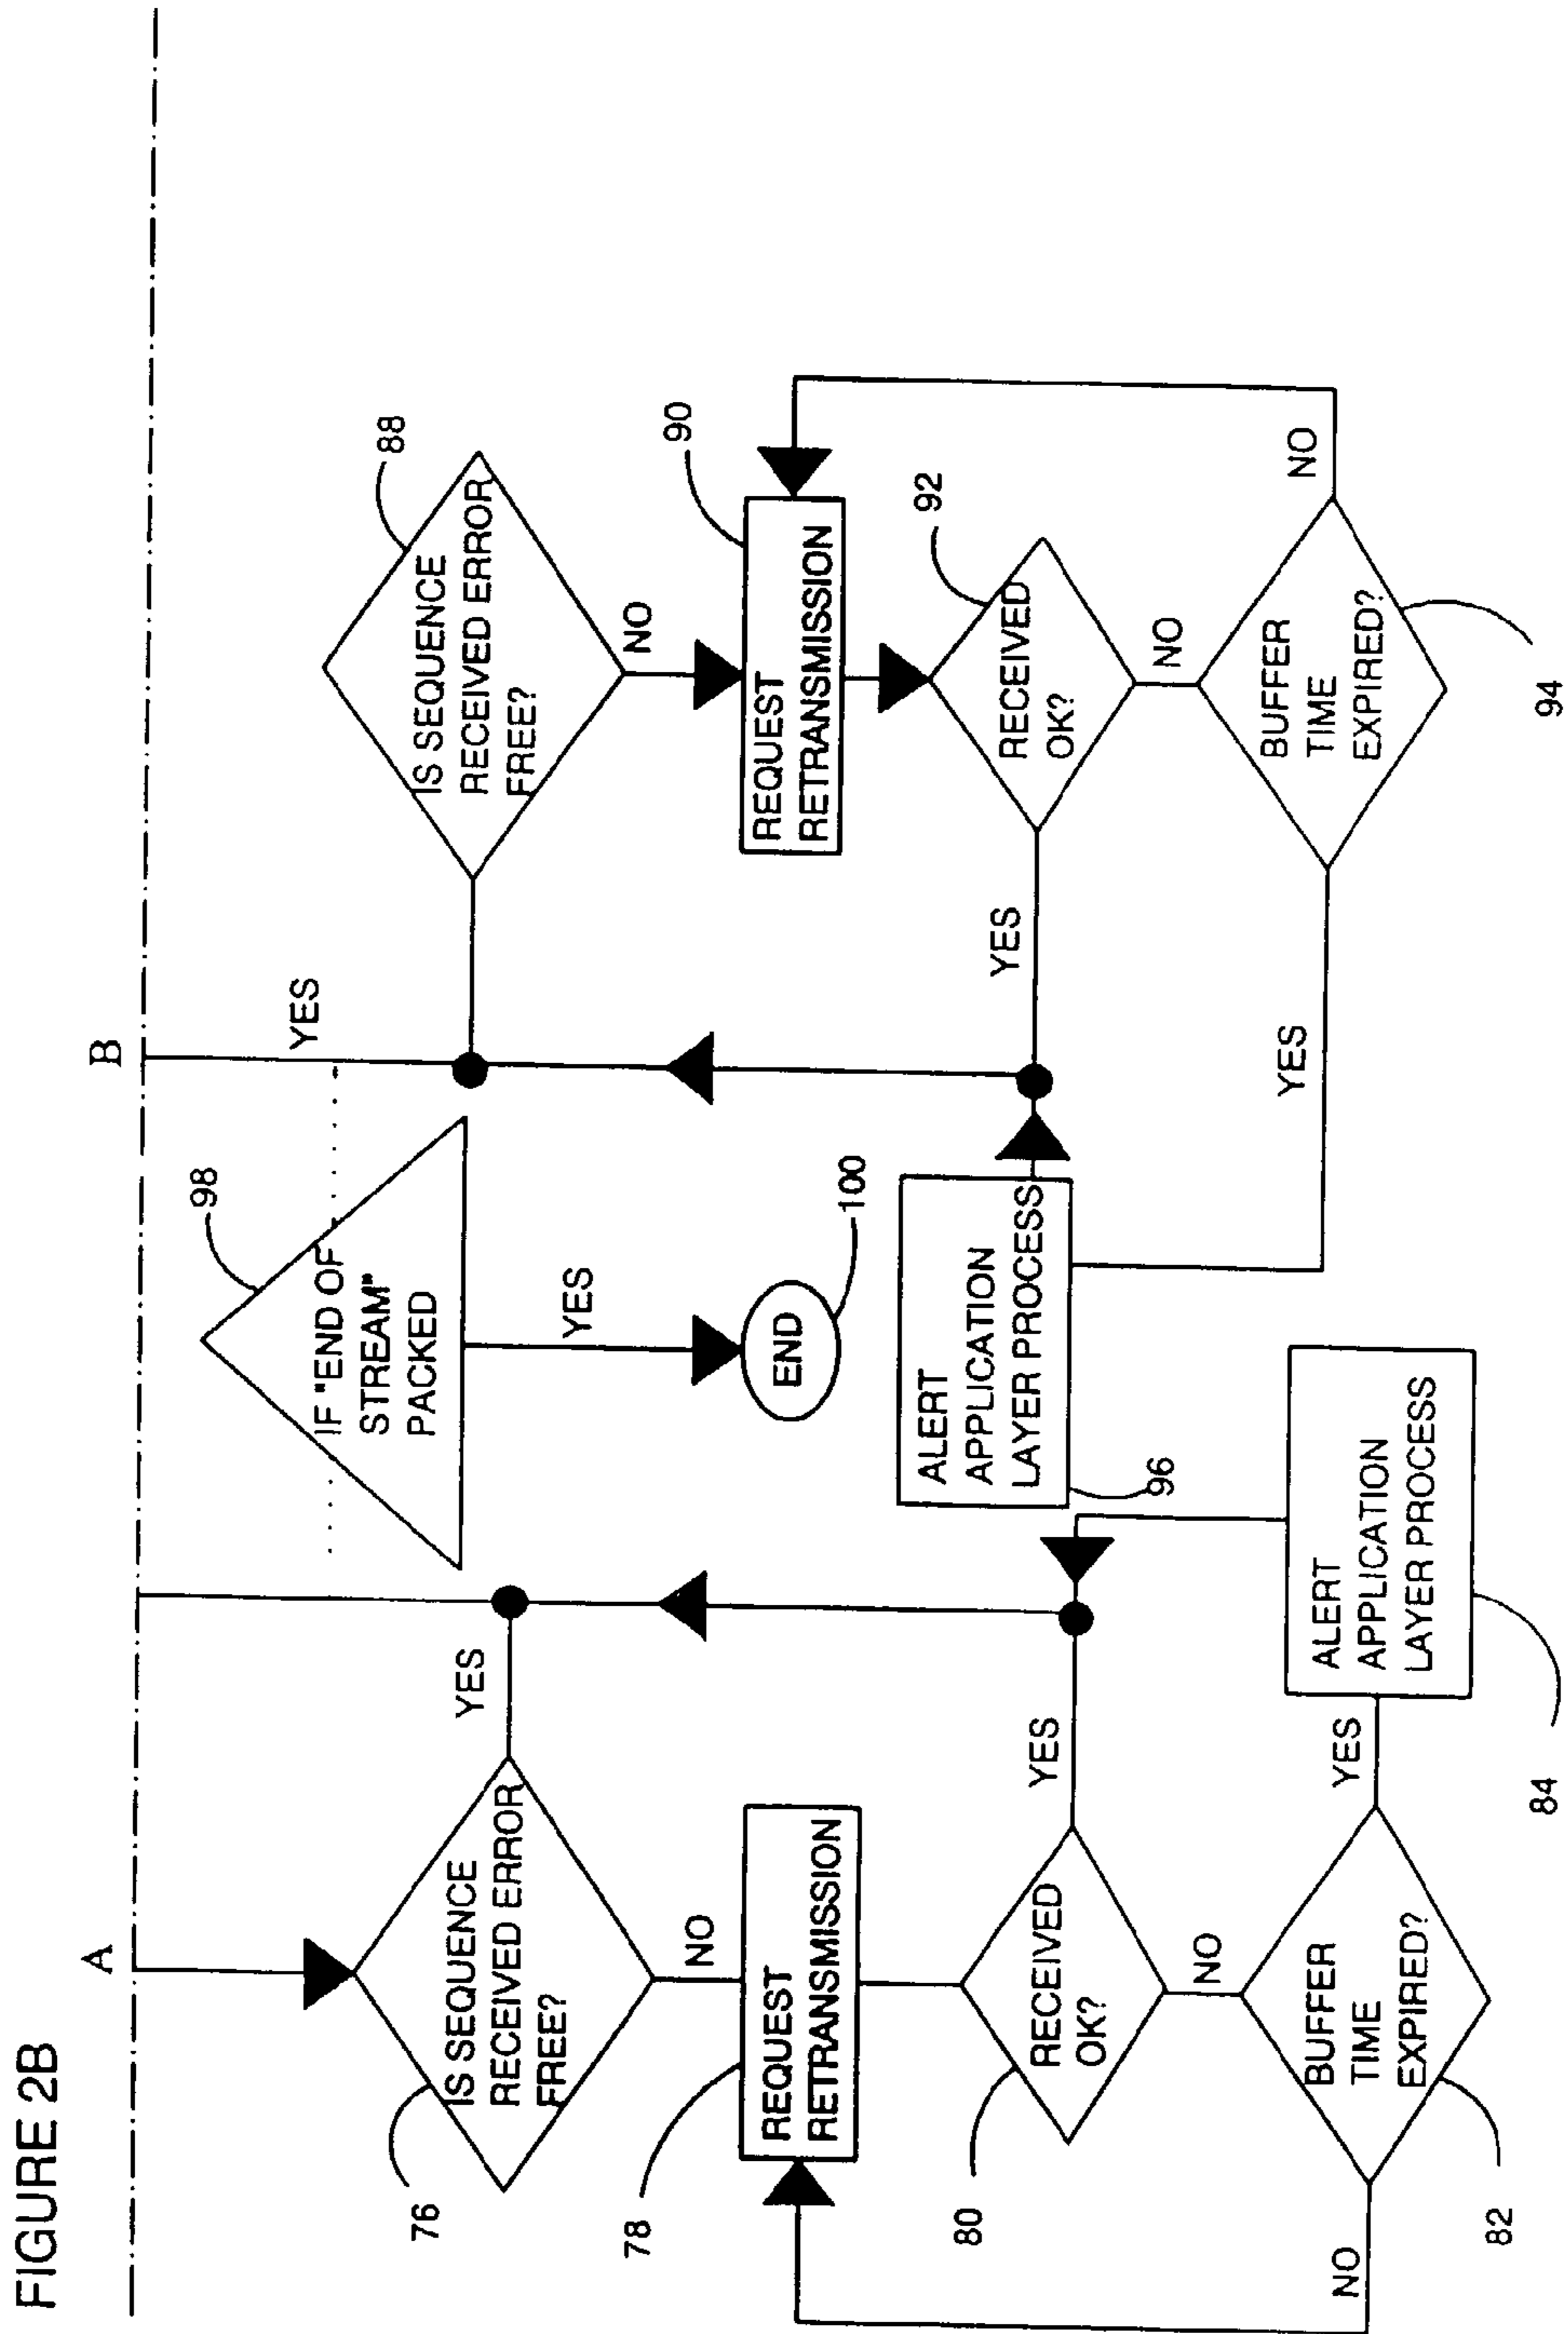 FIGURE 2B
A
B
76
IS SEQUENCE
RECEIVED ERROR
FREE?
YES
NO
78
REQUEST
RETRANSMISSION
80
RECEIVED
OK?
YES
NO
82
BUFFER
TIME
EXPIRED?
NO
YES
84
ALERT
APPLICATION
LAYER PROCESS
98
IF "END OF
STREAM"
PACKED
YES
100
END
YES
88
IS SEQUENCE
RECEIVED ERROR
FREE?
NO
90
REQUEST
RETRANSMISSION
92
RECEIVED
OK?
YES
NO
94
BUFFER
TIME
EXPIRED?
NO
YES
96
ALERT
APPLICATION
LAYER PROCESS